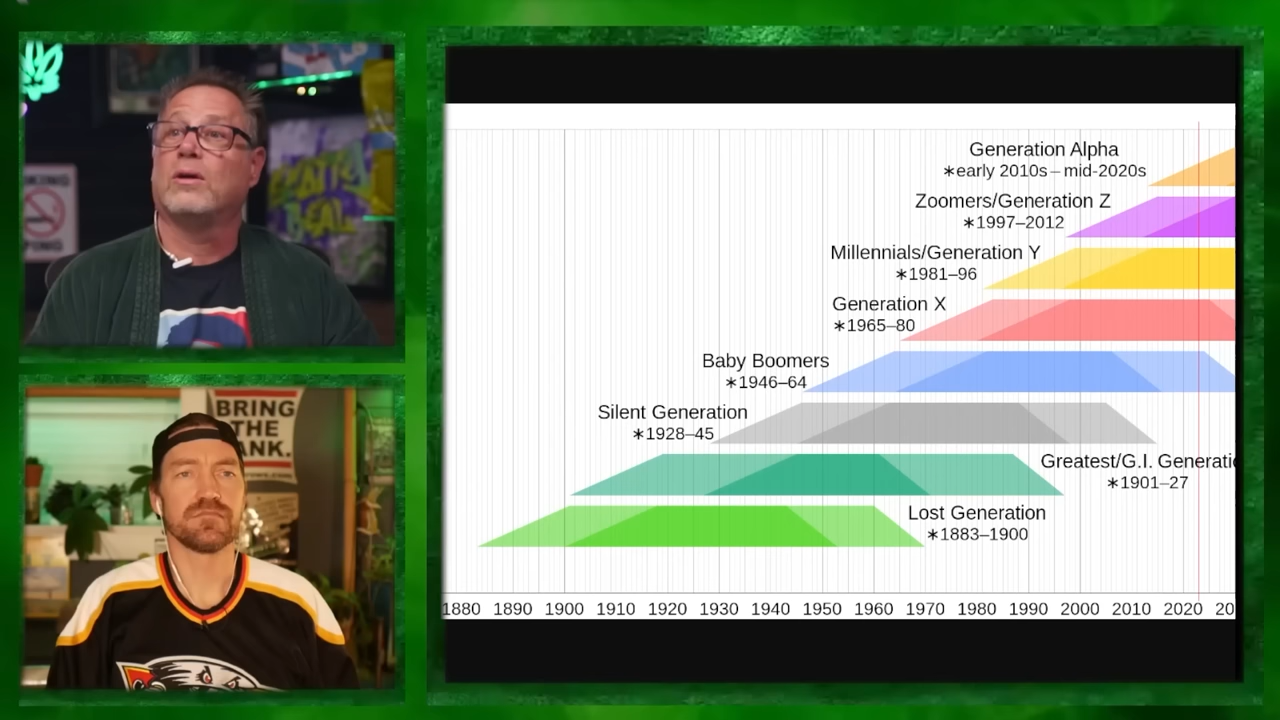 KING
BRING
THE
ANK.
Generation Alpha
∗early 2010s – mid-2020s
Zoomers/Generation Z
∗1997–2012
Millennials/Generation Y
∗1981–96
Generation X
∗1965–80
Baby Boomers
∗1946–64
Silent Generation
∗1928–45
Greatest/G.I. Generatio
∗1901–27
Lost Generation
∗1883–1900
1880 1890 1900 1910 1920 1930 1940 1950 1960 1970 1980 1990 2000 2010 2020 20